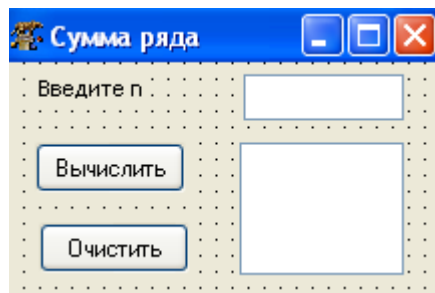 Сумма ряда
Введите n
Вычислить
Очистить